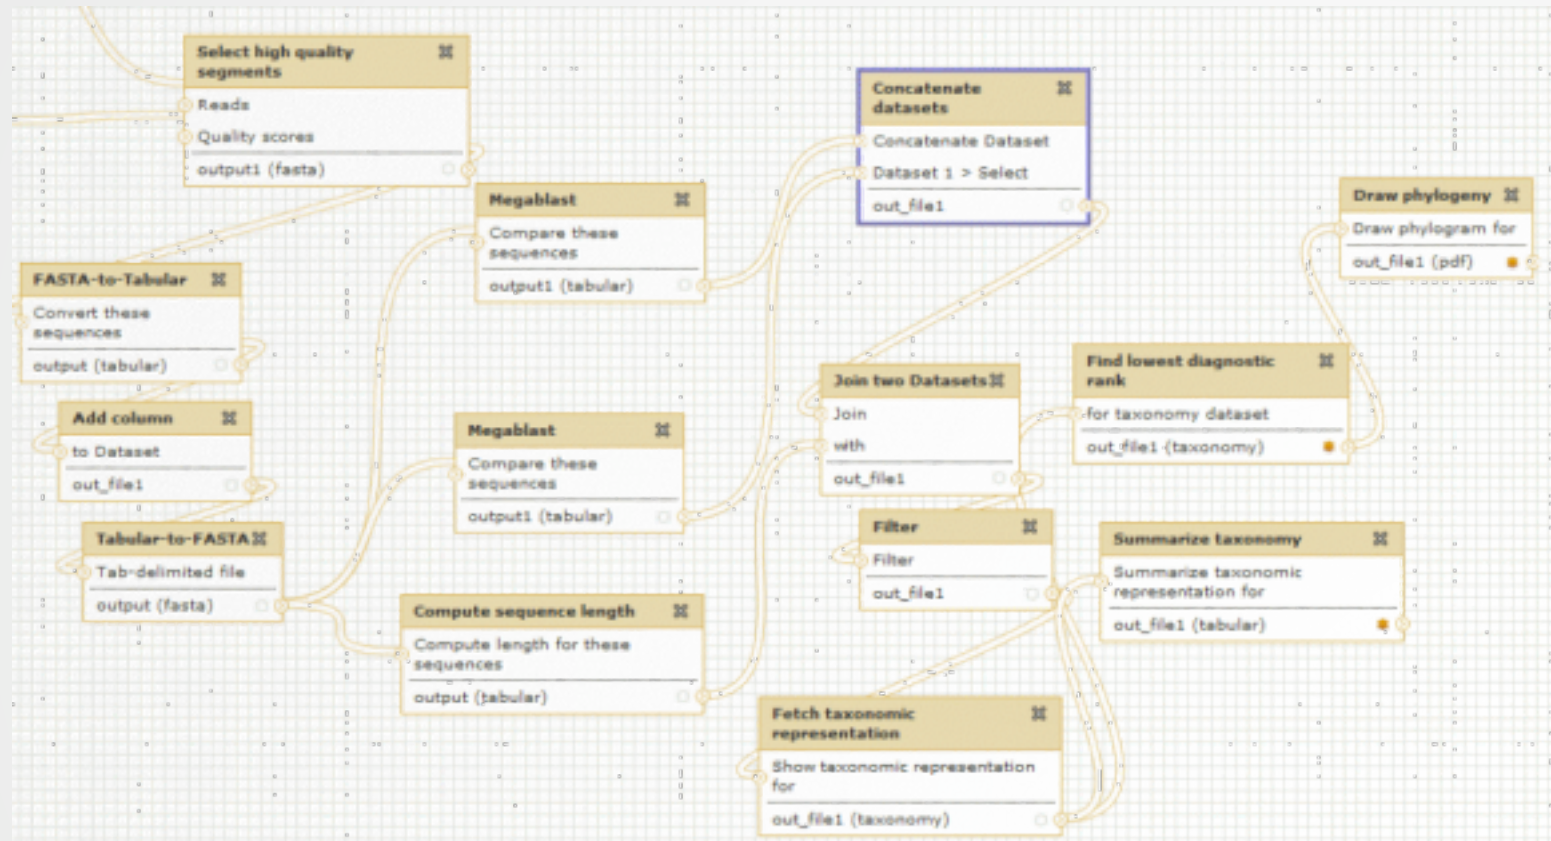 Select high quality
segments
Reads
Quality scores
output1 (fasta)
Megablast
Compare these
sequences
output1 (tabular)
FASTA-to-Tabular
Convert these
sequences
output (tabular)
Add column
to Dataset
out_file1
Tabular-to-FASTA
Tab-delimited file
output (fasta)
Megablast
Compare these
sequences
output1 (tabular)
Compute sequence length
Compute length for these
sequences
output (tabular)
Concatenate
datasets
Concatenate Dataset
Dataset 1 > Select
out_file1
Join two Datasets
Join
with
out_file1
Filter
Filter
out_file1
Fetch taxonomic
representation
Show taxonomic representation
for
out_file1 (taxonomy)
Find lowest diagnostic
rank
for taxonomy dataset
out_file1 (taxonomy)
Summarize taxonomy
Summarize taxonomic
representation for
out_file1 (tabular)
Draw phylogeny
Draw phylogram for
out_file1 (pdf)